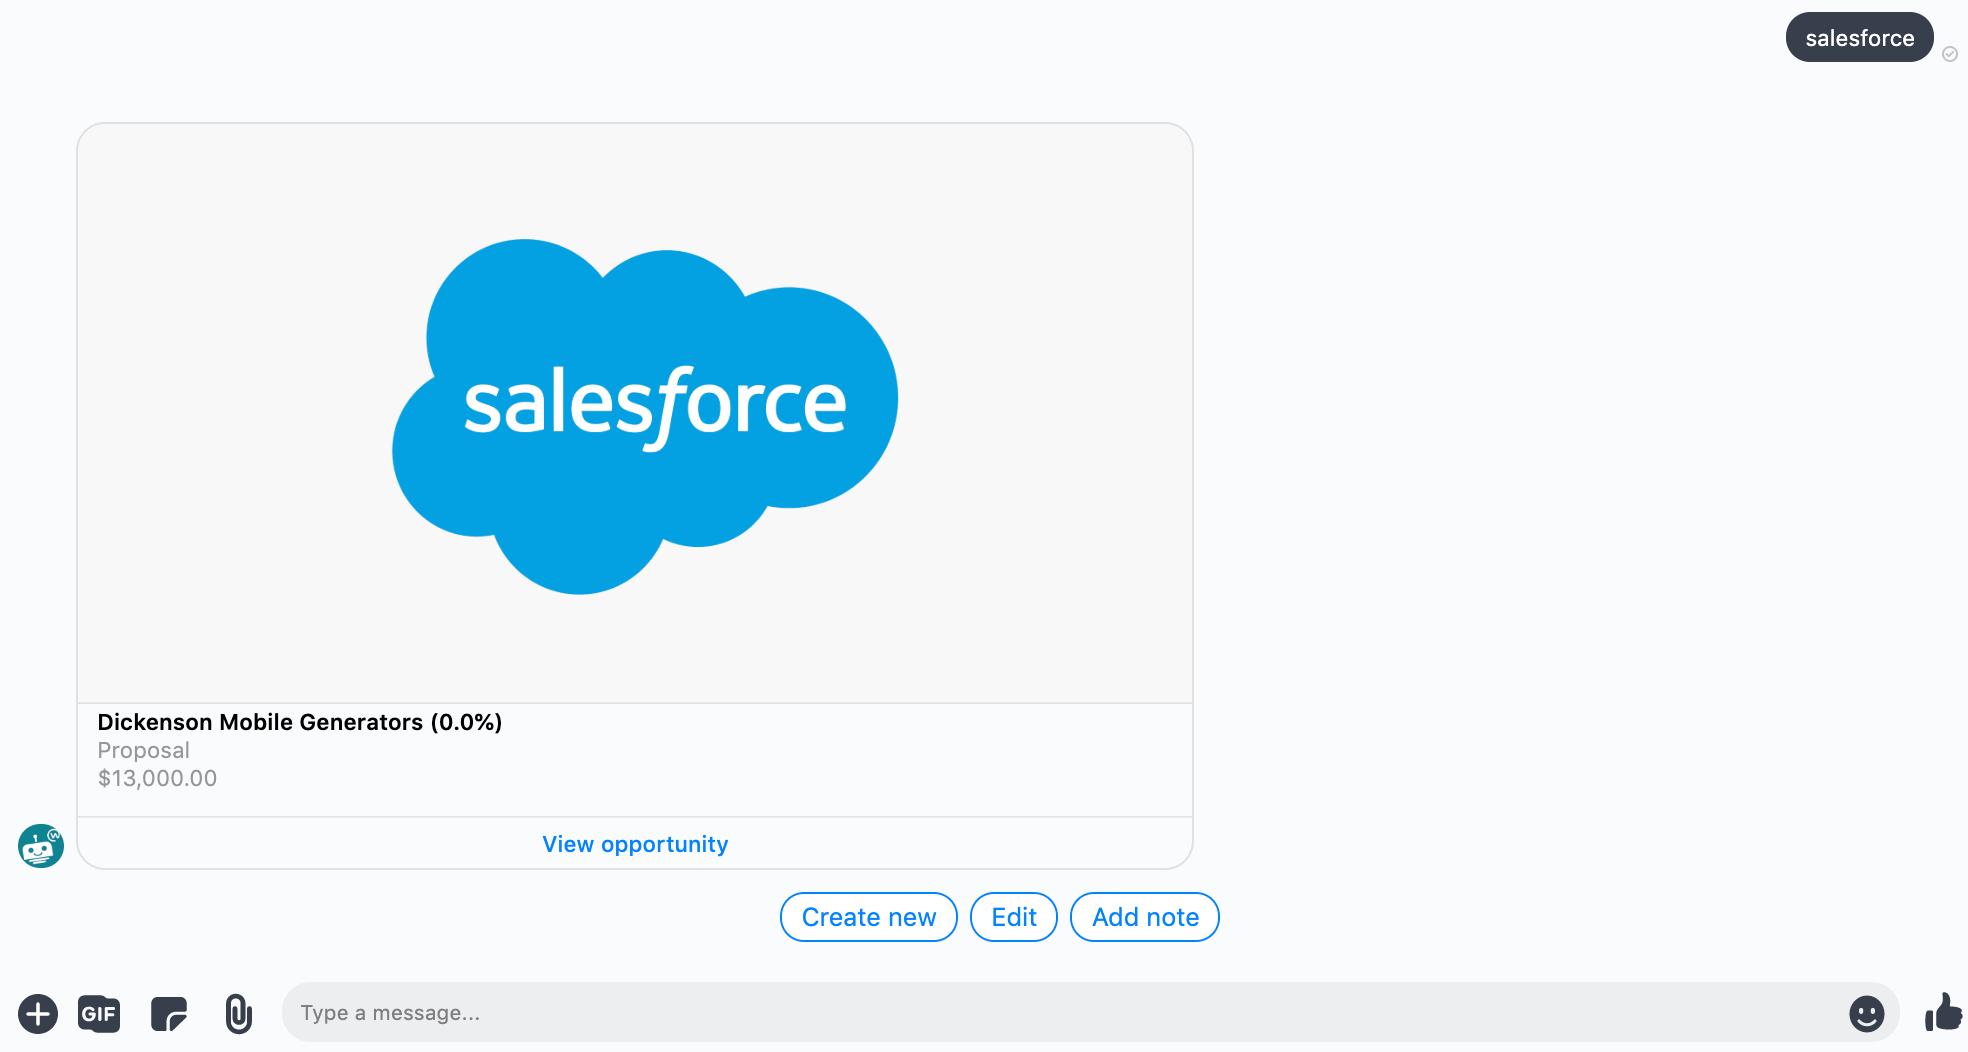 salesforce
salesforce
Dickenson Mobile Generators (0.0%)
Proposal
$13,000.00
View opportunity
Create new
Edit
Add note
GIF
Type a message...